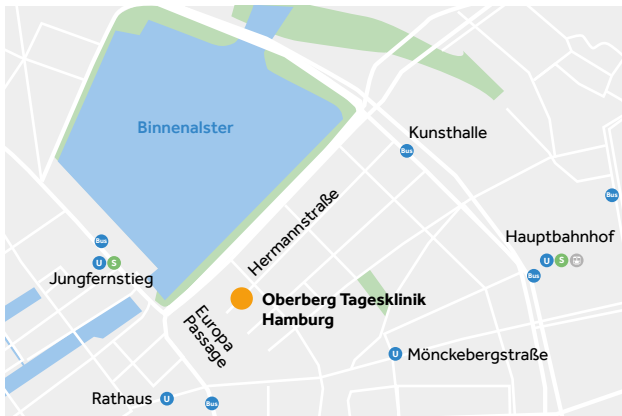 Binnenalster
Kunsthalle
Bus
Hermannstraße
Bus
Bus
U S
Jungfernstieg
Hauptbahnhof
U S
Bus
Oberberg Tagesklinik
Hamburg
Europa
Passage
U Mönckebergstraße
Rathaus U
Bus